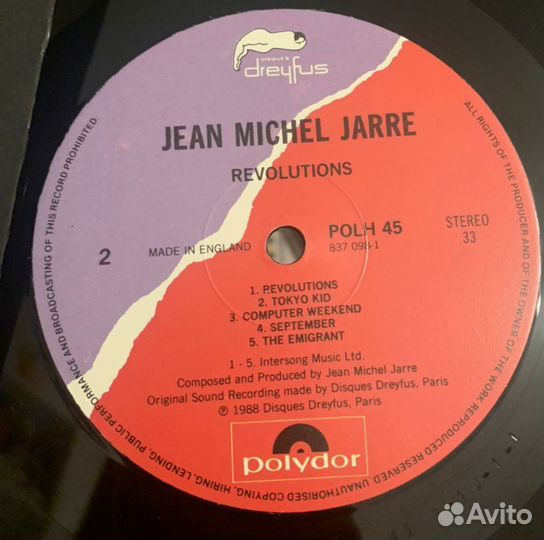 DISQUES
dreyfus
JEAN MICHEL JARRE
REVOLUTIONS
2
MADE IN ENGLAND
POLH 45
837 098-1
STEREO
33
1. REVOLUTIONS
2. TOKYO KID
3. COMPUTER WEEKEND
4. SEPTEMBER
5. THE EMIGRANT
1 - 5. Intersong Music Ltd.
Composed and Produced by Jean Michel Jarre
Original Sound Recording made by Disques Dreyfus, Paris
℗ 1988 Disques Dreyfus, Paris
polydor
ALL RIGHTS OF THE PRODUCER AND OF THE OWNER OF THE WORK REPRODUCED RESERVED. UNAUTHORISED COPYING, HIRING, LENDING, PUBLIC PERFORMANCE AND BROADCASTING OF THIS RECORD PROHIBITED.
Avito